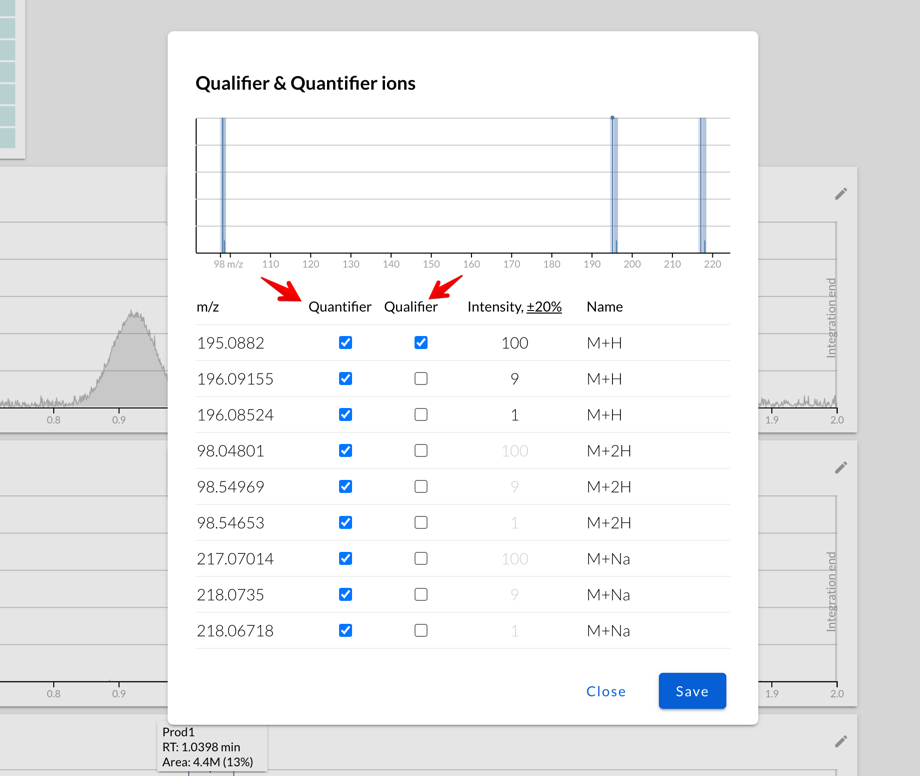 Qualifier & Quantifier ions
98 m/z 110 120 130 140 150 160 170 180 190 200 210 220
m/z Quantifier Qualifier Intensity, ±20% Name
195.0882 100 M+H
196.09155 9 M+H
196.08524 1 M+H
98.04801 100 M+2H
98.54969 9 M+2H
98.54653 1 M+2H
217.07014 100 M+Na
218.0735 9 M+Na
218.06718 1 M+Na
Close Save
Integration end
0.8 0.9 1.9 2.0
Integration end
0.8 0.9 1.9 2.0
Prod1
RT: 1.0398 min
Area: 4.4M (13%)